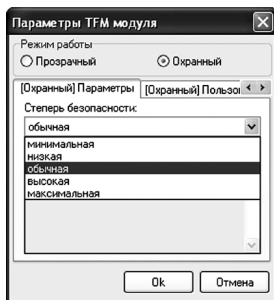 Параметры TFM модуля
Режим работы
Прозрачный Охранный
[Охранный] Параметры [Охранный] Пользо
Степерь безопасности:
обычная
минимальная
низкая
обычная
высокая
максимальная
Ok Отмена